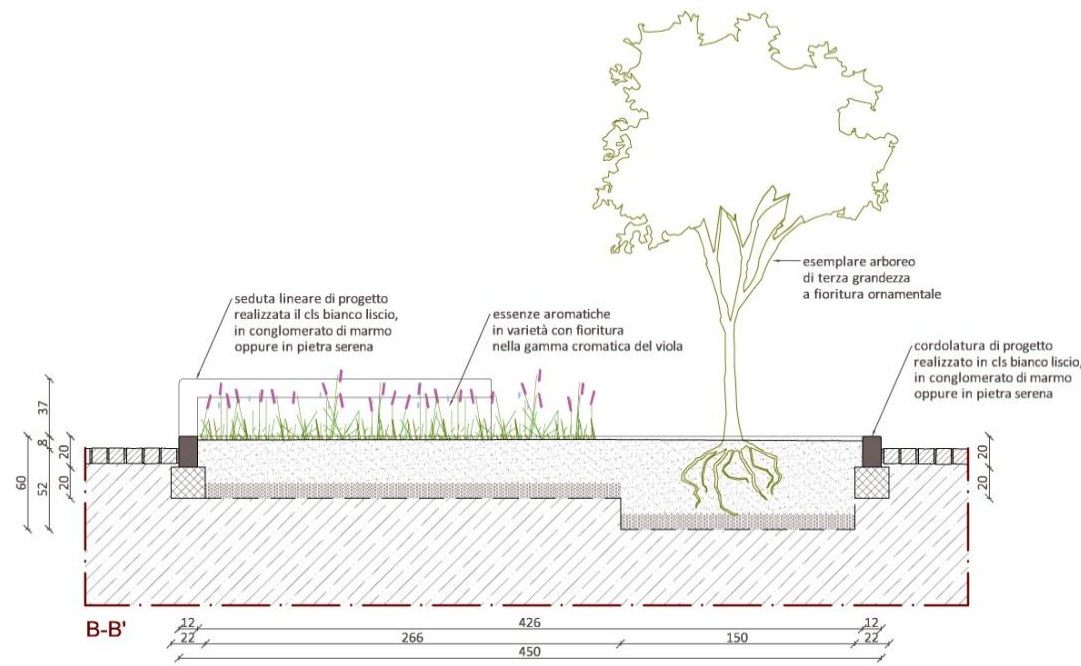 esemplare arboreo
di terza grandezza
a fioritura ornamentale
seduta lineare di progetto
realizzata il cls bianco liscio,
in conglomerato di marmo
oppure in pietra serena
essenze aromatiche
in varietà con fioritura
nella gamma cromatica del viola
cordolatura di progetto
realizzato in cls bianco liscio,
in conglomerato di marmo
oppure in pietra serena
37
8
20
60
52
20
20
20
B-B'
12 426 12
22 266 150 22
450